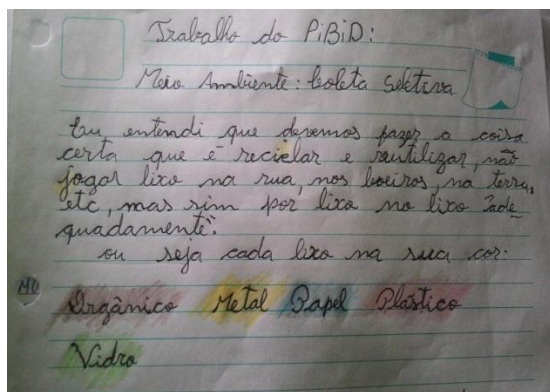 Trabalho do PiBiD:
Meio Ambiente: Coleta Seletiva
Eu entendi que devemos fazer a coisa
certa que é reciclar e reutilizar, não
jogar lixo na rua, nos boeiros, na terra,
etc, mas sim por lixo no lixo "ade
quadamente".
ou seja cada lixo na sua cor:
Orgânico Metal Papel Plástico
Vidro